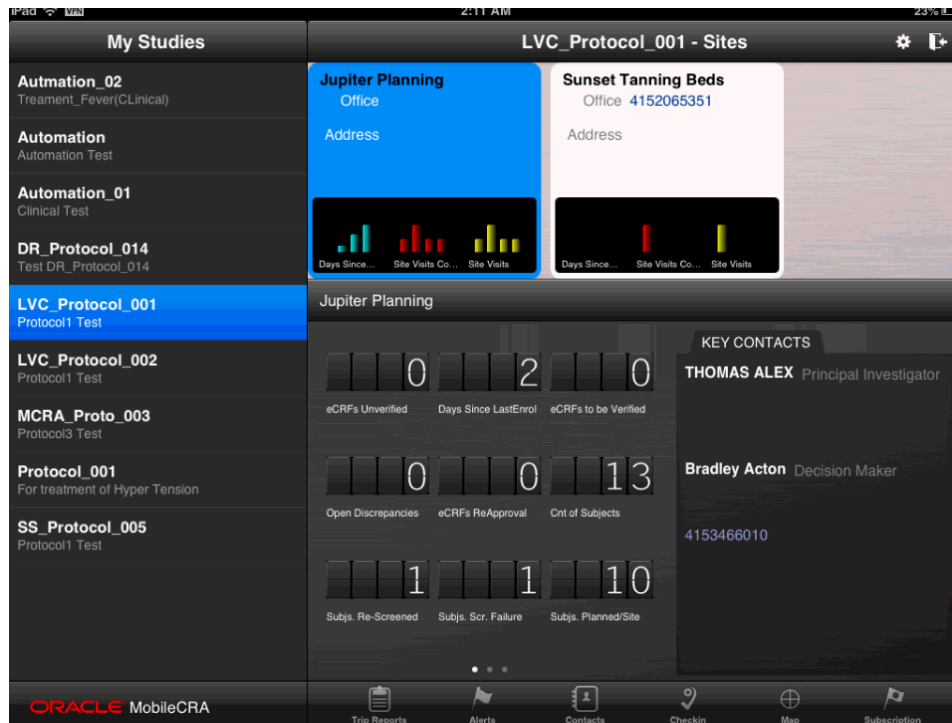 iPad VPN 2:11 AM 23%
My Studies
LVC_Protocol_001 - Sites
Autmation_02
Treament_Fever(CLinical)
Automation
Automation Test
Automation_01
Clinical Test
DR_Protocol_014
Test DR_Protocol_014
LVC_Protocol_001
Protocol1 Test
LVC_Protocol_002
Protocol1 Test
MCRA_Proto_003
Protocol3 Test
Protocol_001
For treatment of Hyper Tension
SS_Protocol_005
Protocol1 Test
ORACLE MobileCRA
Jupiter Planning
Office
Address
Days Since... Site Visits Co... Site Visits
Sunset Tanning Beds
Office 4152065351
Address
Days Since... Site Visits Co... Site Visits
Jupiter Planning
0 2 0
eCRFs Unverified Days Since LastEnrol eCRFs to be Verified
0 0 13
Open Discrepancies eCRFs ReApproval Cnt of Subjects
1 1 10
Subjs. Re-Screened Subjs. Scr. Failure Subjs. Planned/Site
KEY CONTACTS
THOMAS ALEX Principal Investigator
Bradley Acton Decision Maker
4153466010
Trip Reports Alerts Contacts Checkin Map Subscription